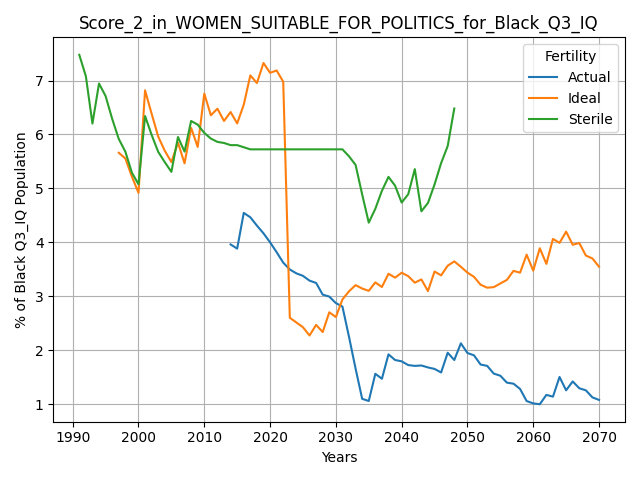 Score_2_in_WOMEN_SUITABLE_FOR_POLITICS_for_Black_Q3_IQ
Fertility
Actual
Ideal
Sterile
% of Black Q3_IQ Population
7
6
5
4
3
2
1
1990 2000 2010 2020 2030 2040 2050 2060 2070
Years